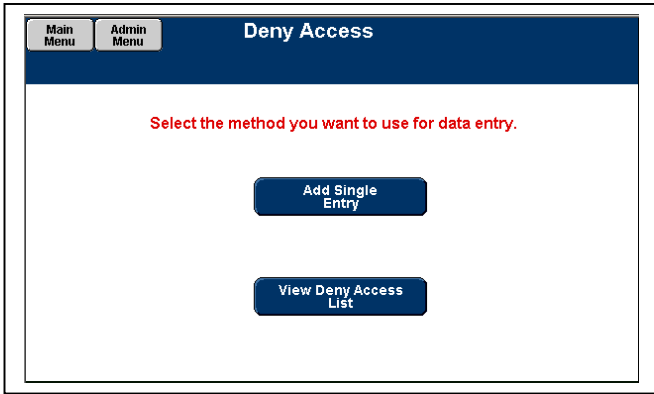 Main Menu
Admin Menu
Deny Access
Select the method you want to use for data entry.
Add Single
Entry
View Deny Access
List